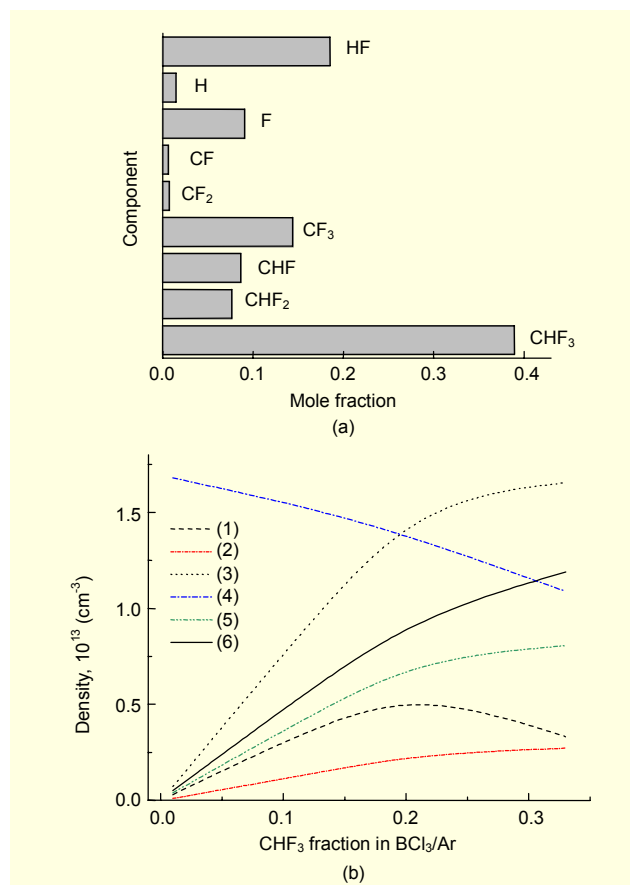 HF
H
F
CF
CF₂
CF₃
CHF
CHF₂
CHF₃
Component
0.0 0.1 0.2 0.3 0.4
Mole fraction
(a)
1.5
1.0
0.5
0.0
(1)
(2)
(3)
(4)
(5)
(6)
Density, 10¹³ (cm⁻³)
0.0 0.1 0.2 0.3
CHF₃ fraction in BCl₃/Ar
(b)